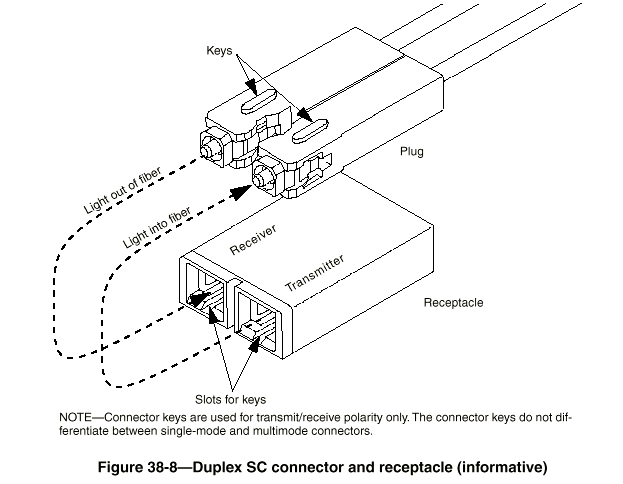 Keys
Plug
Light out of fiber
Light into fiber
Receiver
Transmitter
Receptacle
Slots for keys
NOTE—Connector keys are used for transmit/receive polarity only. The connector keys do not dif-
ferentiate between single-mode and multimode connectors.
Figure 38-8—Duplex SC connector and receptacle (informative)